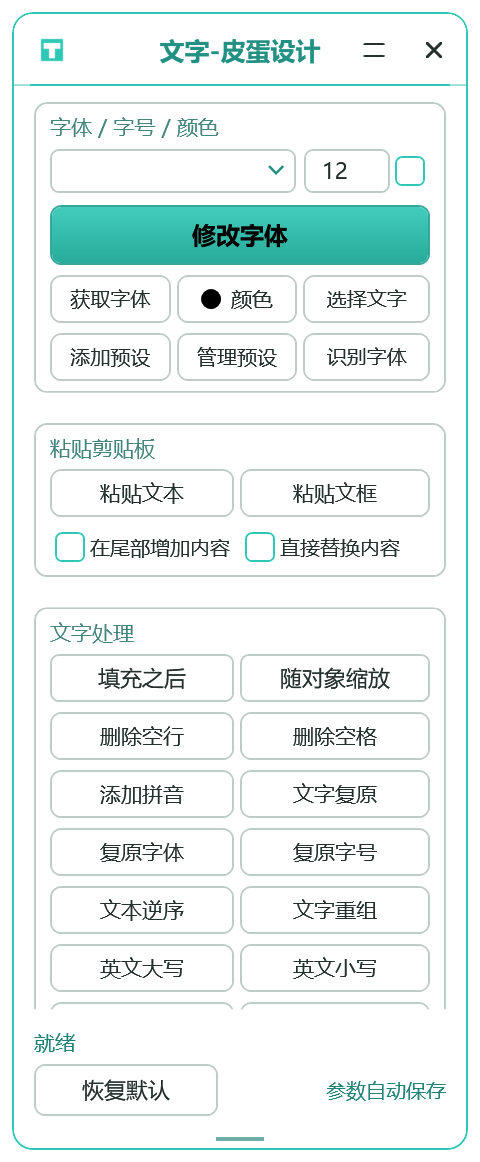 文字-皮蛋设计
字体 / 字号 / 颜色
12
修改字体
获取字体 颜色 选择文字
添加预设 管理预设 识别字体
粘贴剪贴板
粘贴文本 粘贴文框
在尾部增加内容 直接替换内容
文字处理
填充之后 随对象缩放
删除空行 删除空格
添加拼音 文字复原
复原字体 复原字号
文本逆序 文字重组
英文大写 英文小写
就绪
恢复默认 参数自动保存